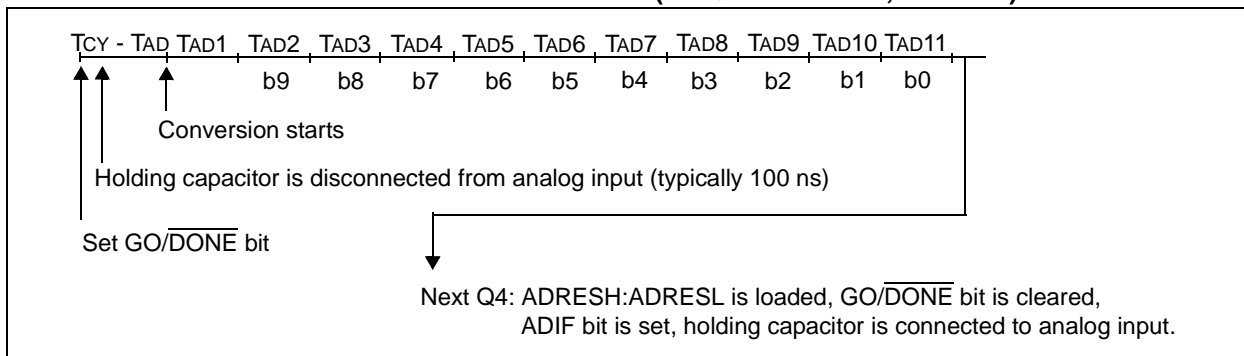 TCY - TAD TAD1 TAD2 TAD3 TAD4 TAD5 TAD6 TAD7 TAD8 TAD9 TAD10 TAD11
b9 b8 b7 b6 b5 b4 b3 b2 b1 b0
Conversion starts
Holding capacitor is disconnected from analog input (typically 100 ns)
Set GO/DONE bit
Next Q4: ADRESH:ADRESL is loaded, GO/DONE bit is cleared,
ADIF bit is set, holding capacitor is connected to analog input.